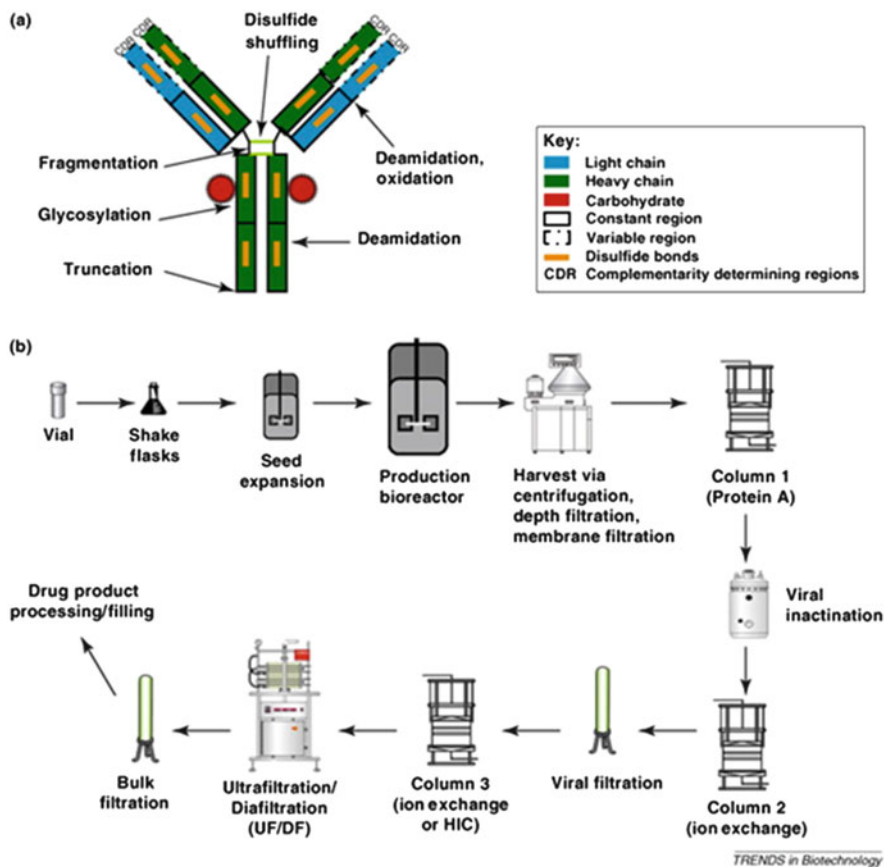 (a)
Disulfide
shuffling
CDR
CDR
CDR
CDR
Fragmentation
Deamidation,
oxidation
Glycosylation
Deamidation
Truncation
Key:
Light chain
Heavy chain
Carbohydrate
Constant region
Variable region
Disulfide bonds
CDR Complementarity determining regions
(b)
Vial
Shake
flasks
Seed
expansion
Production
bioreactor
Harvest via
centrifugation,
depth filtration,
membrane filtration
Column 1
(Protein A)
Viral
inactination
Column 2
(ion exchange)
Viral filtration
Column 3
(ion exchange
or HIC)
Ultrafiltration/
Diafiltration
(UF/DF)
Bulk
filtration
Drug product
processing/filling
TRENDS in Biotechnology